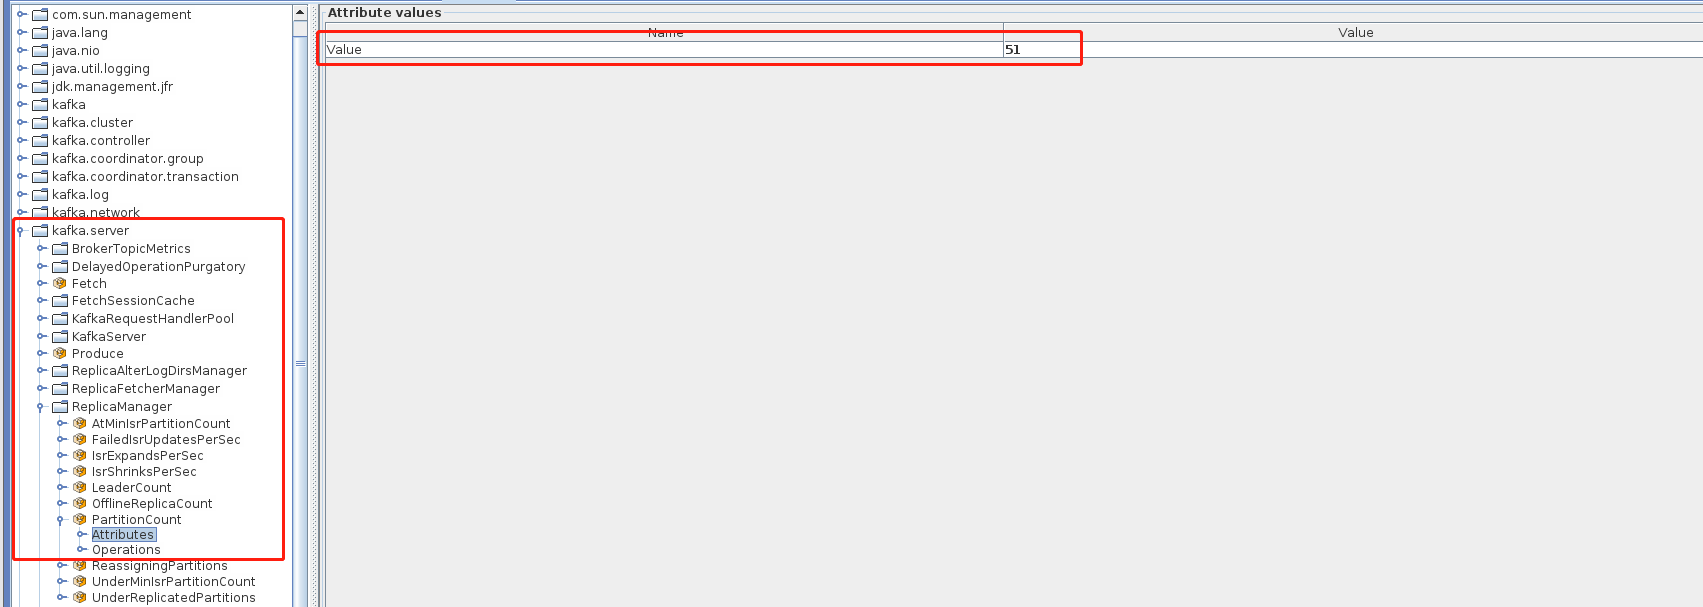 com.sun.management
java.lang
java.nio
java.util.logging
jdk.management.jfr
kafka
kafka.cluster
kafka.controller
kafka.coordinator.group
kafka.coordinator.transaction
kafka.log
kafka.network
kafka.server
BrokerTopicMetrics
DelayedOperationPurgatory
Fetch
FetchSessionCache
KafkaRequestHandlerPool
KafkaServer
Produce
ReplicaAlterLogDirsManager
ReplicaFetcherManager
ReplicaManager
AtMinIsrPartitionCount
FailedIsrUpdatesPerSec
IsrExpandsPerSec
IsrShrinksPerSec
LeaderCount
OfflineReplicaCount
PartitionCount
Attributes
Operations
ReassigningPartitions
UnderMinIsrPartitionCount
UnderReplicatedPartitions
Attribute values
Name Value
Value 51